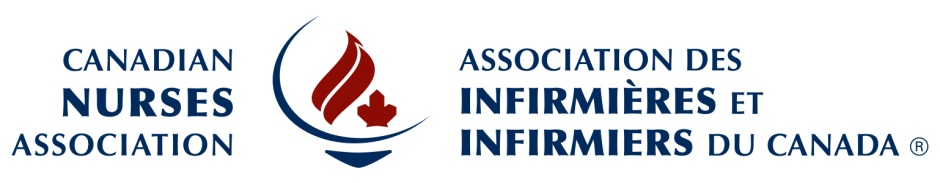 CANADIAN
NURSES
ASSOCIATION
ASSOCIATION DES
INFIRMIÈRES ET
INFIRMIERS DU CANADA ®